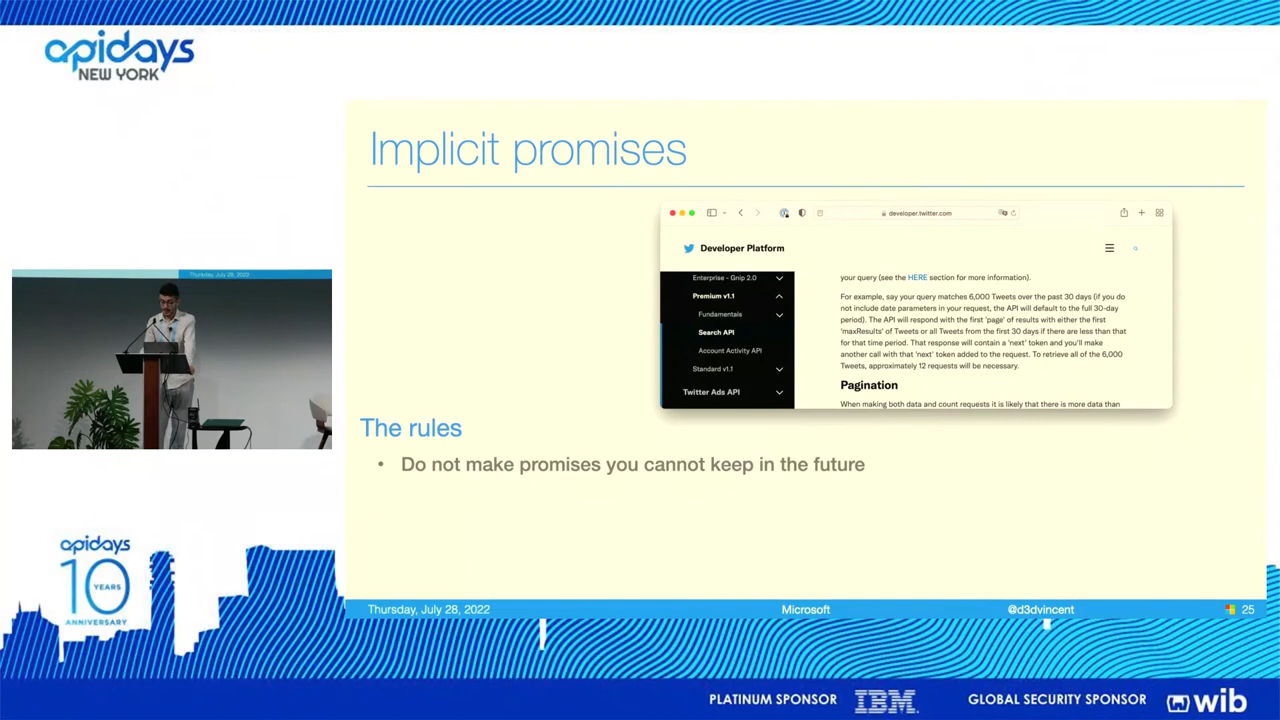 apidays
NEW YORK
Implicit promises
developer.twitter.com
Developer Platform
Enterprise - Gnip 2.0
Premium v1.1
Fundamentals
Search API
Account Activity API
Standard v1.1
Twitter Ads API
your query (see the HERE section for more information).
For example, say your query matches 6,000 Tweets over the past 30 days (if you do
not include date parameters in your request, the API will default to the full 30-day
period). The API will respond with the first 'page' of results with either the first
'maxResults' of Tweets or all Tweets from the first 30 days if there are less than that
for that time period. That response will contain a 'next' token and you'll make
another call with that 'next' token added to the request. To retrieve all of the 6,000
Tweets, approximately 12 requests will be necessary.
Pagination
When making both data and count requests it is likely that there is more data than
Thursday, July 28, 2022
The rules
• Do not make promises you cannot keep in the future
apidays
10
YEARS
ANNIVERSARY
Thursday, July 28, 2022
Microsoft
@d3dvincent
25
PLATINUM SPONSOR
IBM
GLOBAL SECURITY SPONSOR
wib